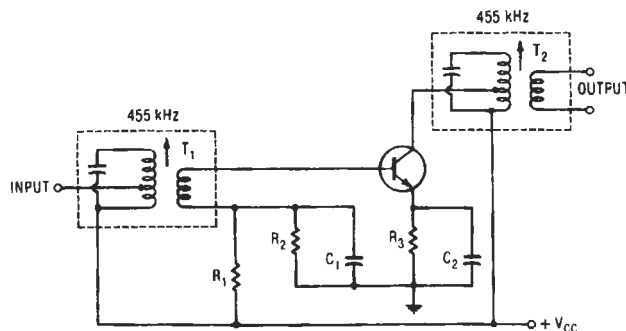 455 kHz
T2
OUTPUT
455 kHz
T1
INPUT
R1
R2
C1
R3
C2
+ VCC